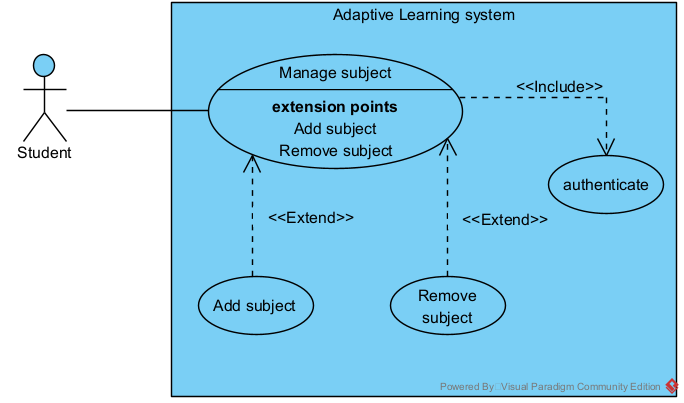 Adaptive Learning system
Manage subject
<<Include>>
extension points
Add subject
Remove subject
Student
authenticate
<<Extend>>
<<Extend>>
Add subject
Remove
subject
Powered By: Visual Paradigm Community Edition